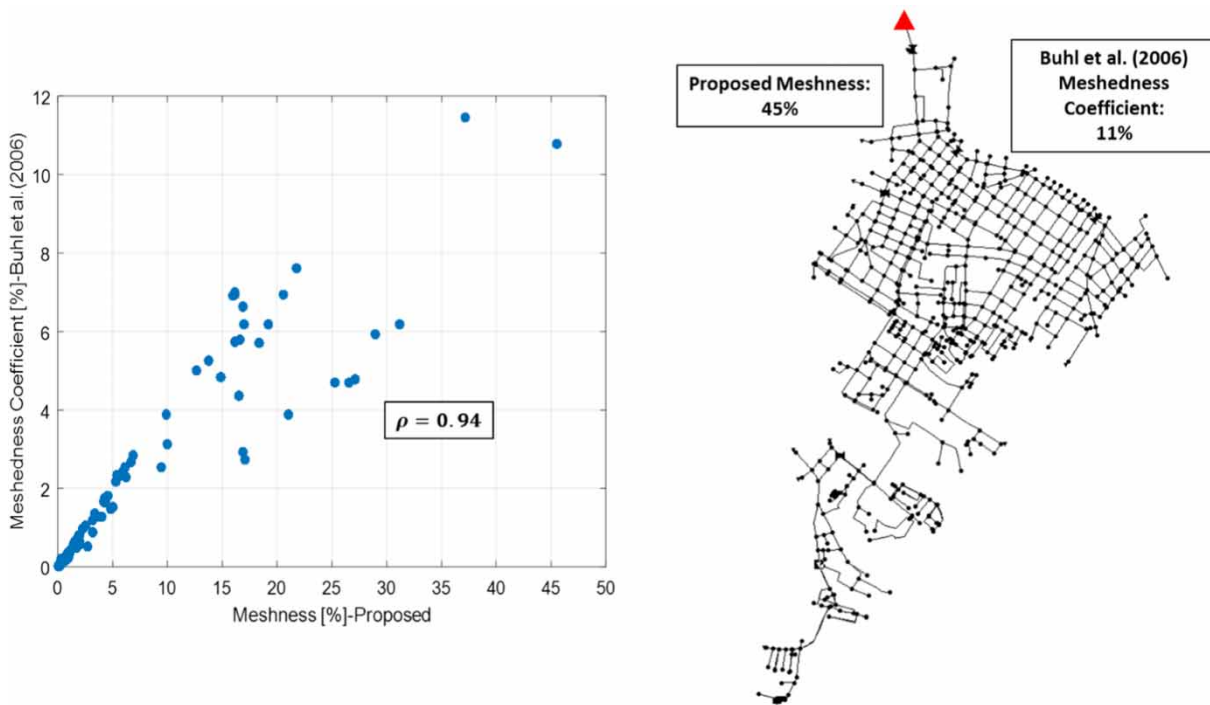 Meshedness Coefficient [%]-Buhl et al.(2006)
12
10
8
6
4
2
0
0 5 10 15 20 25 30 35 40 45 50
Meshness [%]-Proposed
ρ = 0.94
Proposed Meshness:
45%
Buhl et al. (2006)
Meshedness
Coefficient:
11%